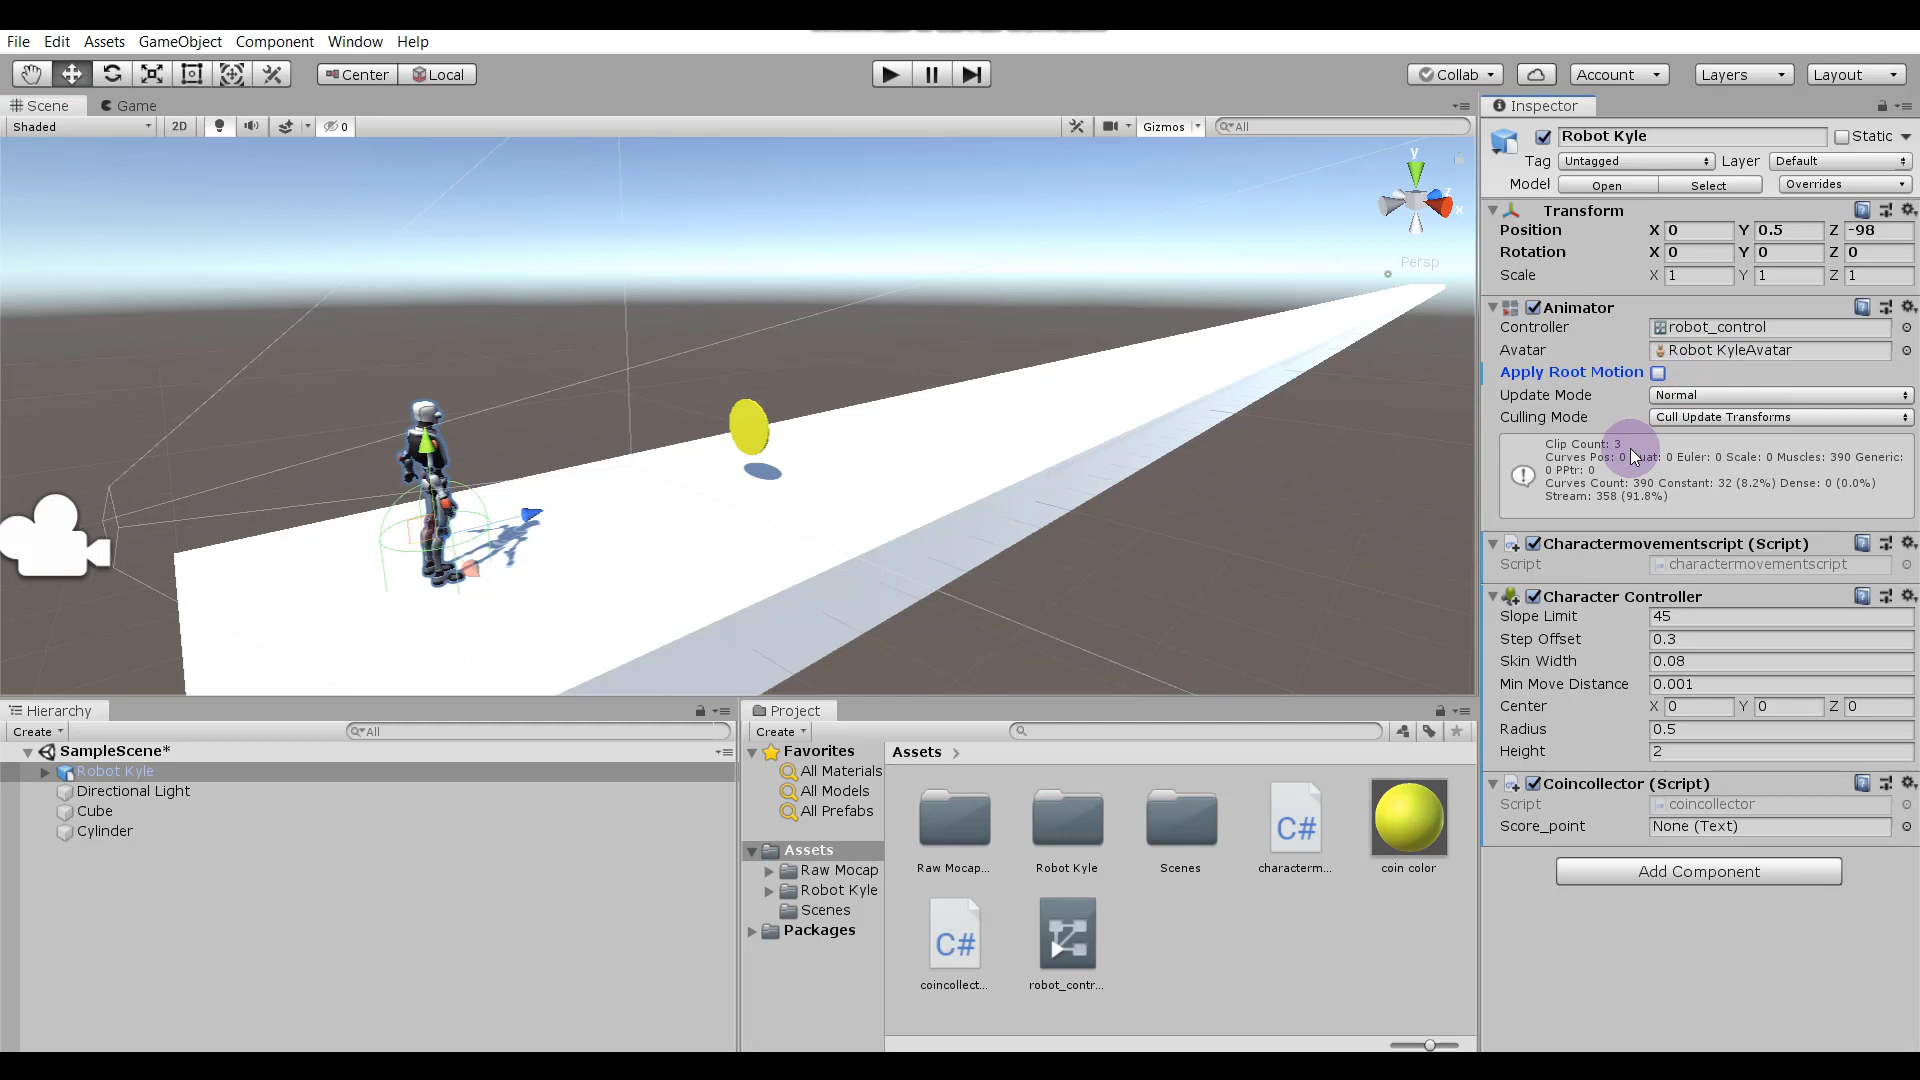 File Edit Assets GameObject Component Window Help
Center Local
Collab Account Layers Layout
Scene Game
Inspector
Shaded 2D 0 Gizmos All
Robot Kyle Static
Tag Untagged Layer Default
Model Open Select Overrides
y
z
x
Persp
Transform
Position X 0 Y 0.5 Z -98
Rotation X 0 Y 0 Z 0
Scale X 1 Y 1 Z 1
Animator
Controller robot_control
Avatar Robot KyleAvatar
Apply Root Motion
Update Mode Normal
Culling Mode Cull Update Transforms
Clip Count: 3
Curves Pos: 0 Quat: 0 Euler: 0 Scale: 0 Muscles: 390 Generic:
0 PPtr: 0
Curves Count: 390 Constant: 32 (8.2%) Dense: 0 (0.0%)
Stream: 358 (91.8%)
Charactermovementscript (Script)
Script charactermovementscript
Character Controller
Slope Limit 45
Step Offset 0.3
Skin Width 0.08
Min Move Distance 0.001
Center X 0 Y 0 Z 0
Radius 0.5
Height 2
Coincollector (Script)
Script coincollector
Score_point None (Text)
Add Component
Hierarchy
Create All
SampleScene*
Robot Kyle
Directional Light
Cube
Cylinder
Project
Create
Favorites
All Materials
All Models
All Prefabs
Assets
Raw Mocap
Robot Kyle
Scenes
Packages
Assets
C#
Raw Mocap... Robot Kyle Scenes characterm... coin color
C#
coincollect... robot_contr...